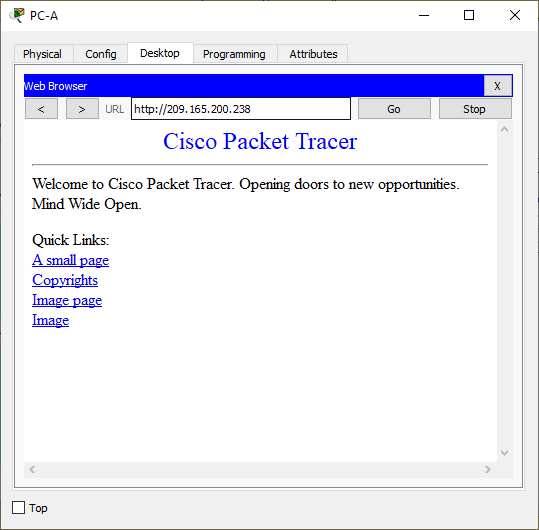 PC-A
Physical Config Desktop Programming Attributes
Web Browser X
< > URL http://209.165.200.238 Go Stop
Cisco Packet Tracer
Welcome to Cisco Packet Tracer. Opening doors to new opportunities.
Mind Wide Open.
Quick Links:
A small page
Copyrights
Image page
Image
Top